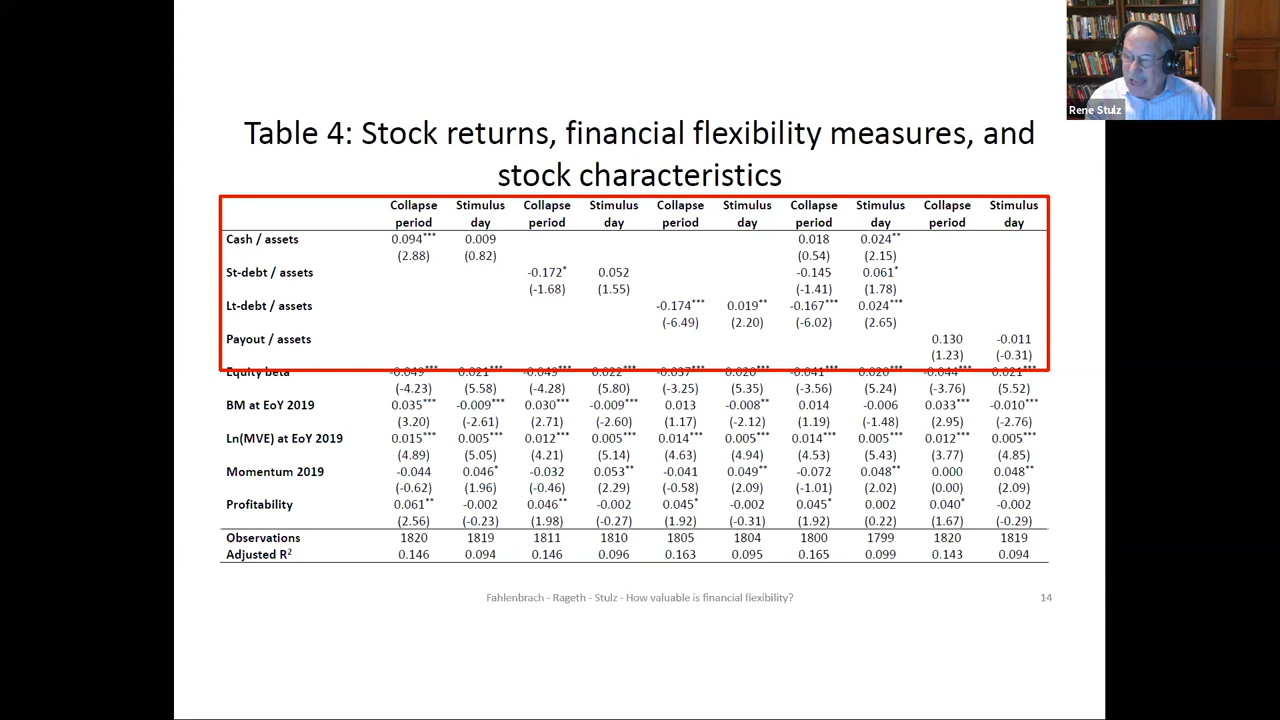 Rene Stulz
Table 4: Stock returns, financial flexibility measures, and
stock characteristics
Collapse Stimulus Collapse Stimulus Collapse Stimulus Collapse Stimulus Collapse Stimulus
period day period day period day period day period day
Cash / assets 0.094*** 0.009 0.018 0.024**
(2.88) (0.82) (0.54) (2.15)
St-debt / assets -0.172* 0.052 -0.145 0.061*
(-1.68) (1.55) (-1.41) (1.78)
Lt-debt / assets -0.174*** 0.019** -0.167*** 0.024***
(-6.49) (2.20) (-6.02) (2.65)
Payout / assets 0.130 -0.011
(1.23) (-0.31)
Equity beta -0.049*** 0.021*** -0.049*** 0.022*** -0.037*** 0.020*** -0.041*** 0.020*** -0.044*** 0.021***
(-4.23) (5.58) (-4.28) (5.80) (-3.25) (5.35) (-3.56) (5.24) (-3.76) (5.52)
BM at EoY 2019 0.035*** -0.009*** 0.030*** -0.009*** 0.013 -0.008** 0.014 -0.006 0.033*** -0.010***
(3.20) (-2.61) (2.71) (-2.60) (1.17) (-2.12) (1.19) (-1.48) (2.95) (-2.76)
Ln(MVE) at EoY 2019 0.015*** 0.005*** 0.012*** 0.005*** 0.014*** 0.005*** 0.014*** 0.005*** 0.012*** 0.005***
(4.89) (5.05) (4.21) (5.14) (4.63) (4.94) (4.53) (5.43) (3.77) (4.85)
Momentum 2019 -0.044 0.046* -0.032 0.053** -0.041 0.049** -0.072 0.048** 0.000 0.048**
(-0.62) (1.96) (-0.46) (2.29) (-0.58) (2.09) (-1.01) (2.02) (0.00) (2.09)
Profitability 0.061** -0.002 0.046** -0.002 0.045* -0.002 0.045* 0.002 0.040* -0.002
(2.56) (-0.23) (1.98) (-0.27) (1.92) (-0.31) (1.92) (0.22) (1.67) (-0.29)
Observations 1820 1819 1811 1810 1805 1804 1800 1799 1820 1819
Adjusted R² 0.146 0.094 0.146 0.096 0.163 0.095 0.165 0.099 0.143 0.094
Fahlenbrach - Rageth - Stulz - How valuable is financial flexibility? 14